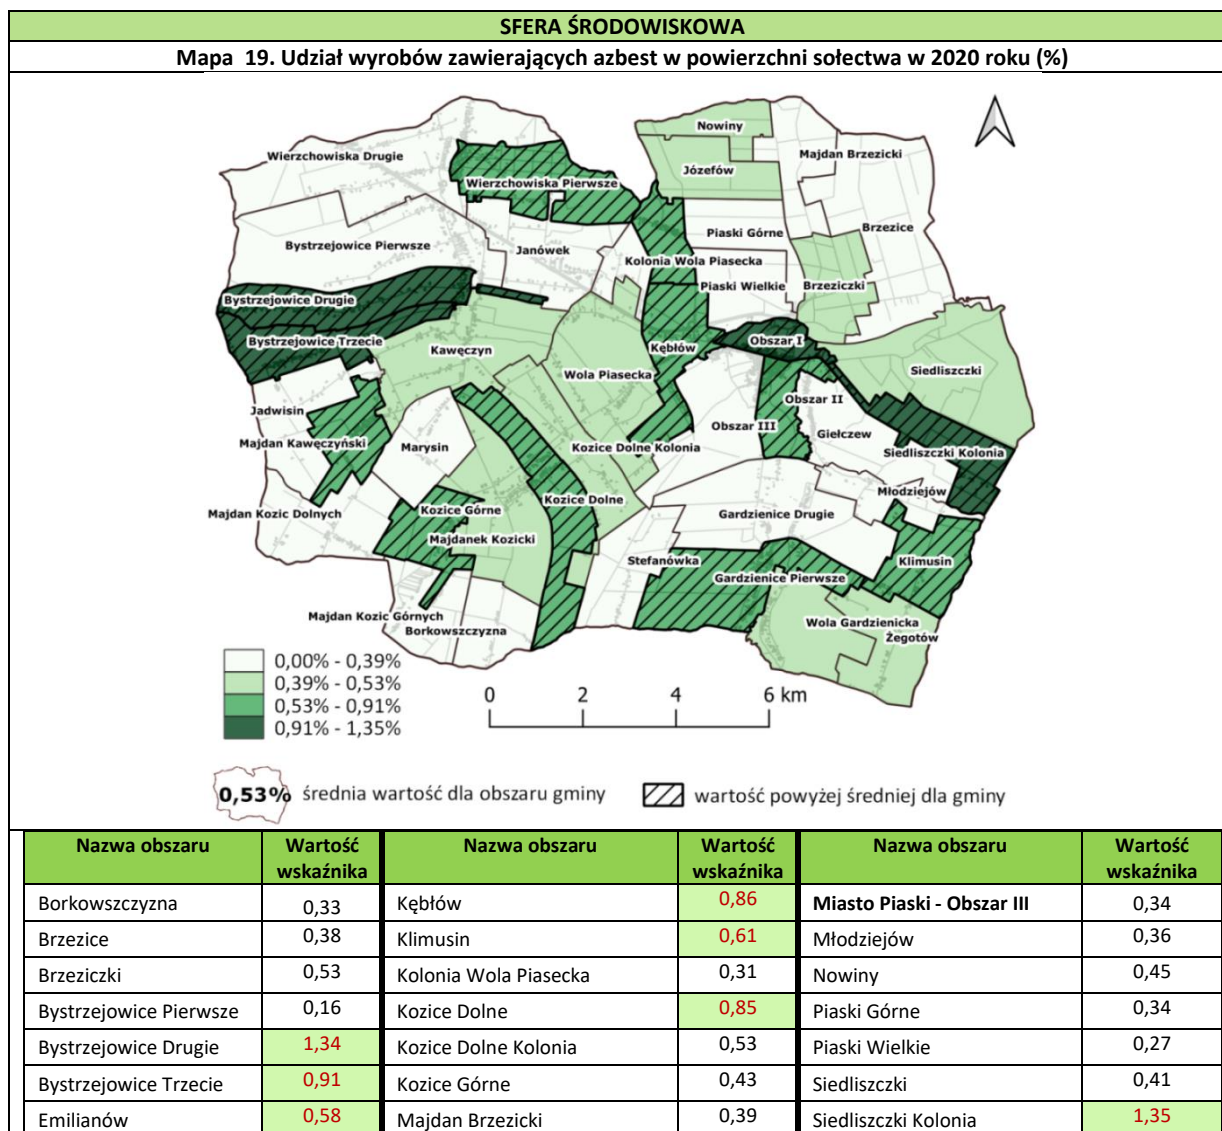 SFERA ŚRODOWISKOWA
Mapa 19. Udział wyrobów zawierających azbest w powierzchni sołectwa w 2020 roku (%)
Nowiny
Wierzchowiska Drugie
Majdan Brzezicki
Józefów
Wierzchowiska Pierwsze
Piaski Górne
Brzezice
Bystrzejowice Pierwsze
Janówek
Kolonia Wola Piasecka
Piaski Wielkie
Brzeziczki
Bystrzejowice Drugie
Bystrzejowice Trzecie
Obszar I
Kawęczyn
Kębłów
Wola Piasecka
Siedliszczki
Jadwisin
Obszar II
Majdan Kawęczyński
Marysin
Kozice Dolne Kolonia
Obszar III
Giełczew
Siedliszczki Kolonia
Młodziejów
Majdan Kozic Dolnych
Kozice Górne
Kozice Dolne
Gardzienice Drugie
Majdanek Kozicki
Stefanówka
Klimusin
Gardzienice Pierwsze
Majdan Kozic Górnych
Borkowszczyzna
Wola Gardzienicka
Żegotów
0,00% - 0,39%
0,39% - 0,53%
0,53% - 0,91%
0,91% - 1,35%
0 2 4 6 km
0,53% średnia wartość dla obszaru gminy
wartość powyżej średniej dla gminy
Nazwa obszaru Wartość wskaźnika Nazwa obszaru Wartość wskaźnika Nazwa obszaru Wartość wskaźnika
Borkowszczyzna 0,33 Kębłów 0,86 Miasto Piaski - Obszar III 0,34
Brzezice 0,38 Klimusin 0,61 Młodziejów 0,36
Brzeziczki 0,53 Kolonia Wola Piasecka 0,31 Nowiny 0,45
Bystrzejowice Pierwsze 0,16 Kozice Dolne 0,85 Piaski Górne 0,34
Bystrzejowice Drugie 1,34 Kozice Dolne Kolonia 0,53 Piaski Wielkie 0,27
Bystrzejowice Trzecie 0,91 Kozice Górne 0,43 Siedliszczki 0,41
Emilianów 0,58 Majdan Brzezicki 0,39 Siedliszczki Kolonia 1,35